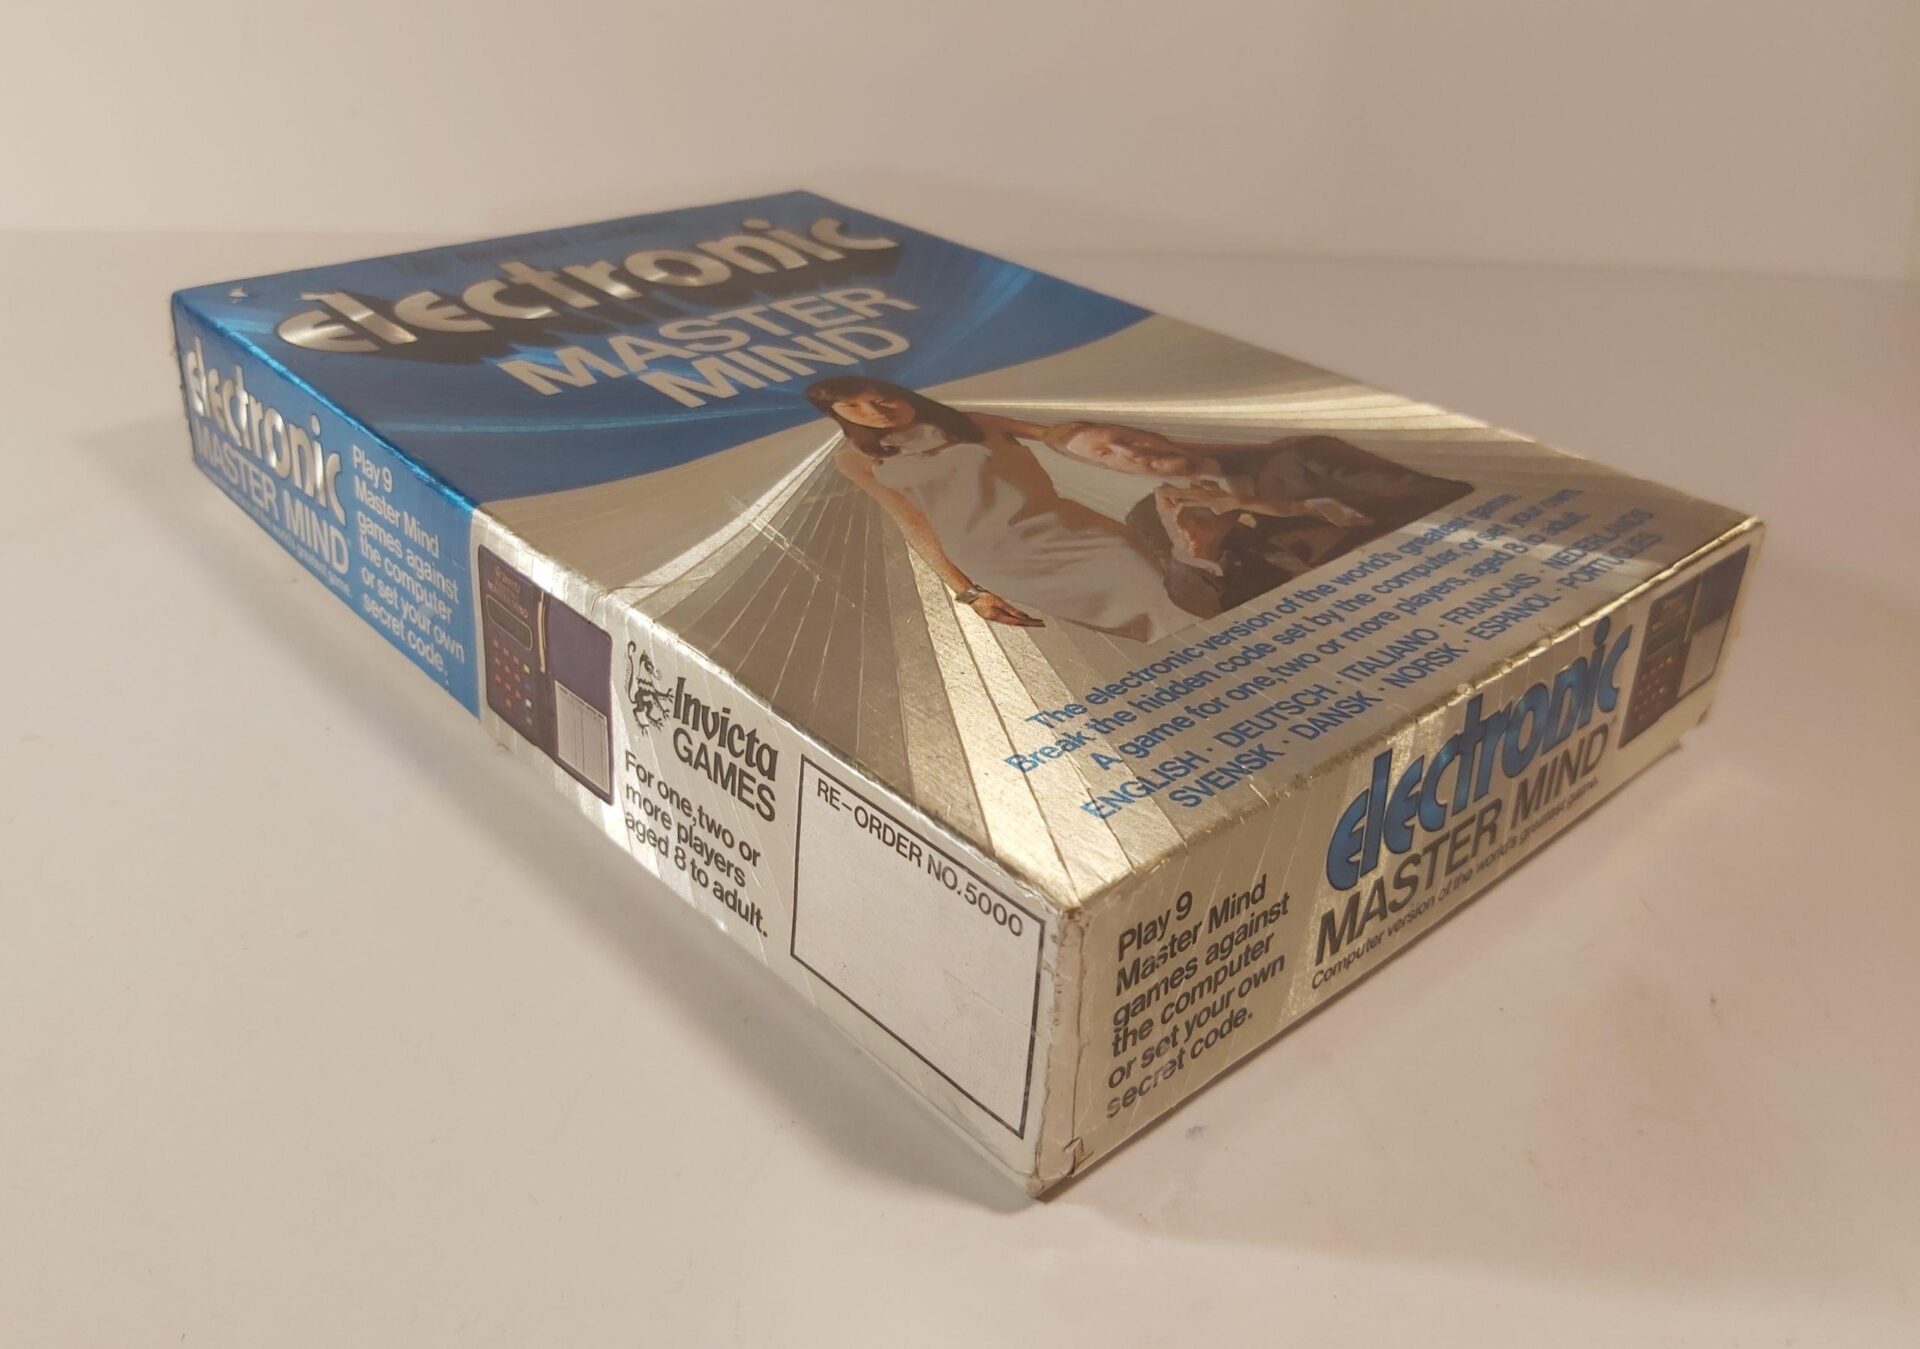 electronic
MASTER
MIND
The electronic version of the world's greatest game.
Break the hidden code set by the computer, or set your own.
A game for one, two or more players, aged 8 to adult.
ENGLISH · DEUTSCH · ITALIANO · FRANCAIS · NEDERLANDS
SVENSK · DANSK · NORSK · ESPANOL · PORTUGUES
electronic
MASTER MIND
world's greatest game.
Play 9
Master Mind
games against
the computer
or set your own
secret code.
Invicta
GAMES
For one, two or
more players
aged 8 to adult.
RE-ORDER NO. 5000
Play 9
Master Mind
games against
the computer
or set your own
secret code.
electronic
MASTER MIND
Computer version of the world's greatest game.